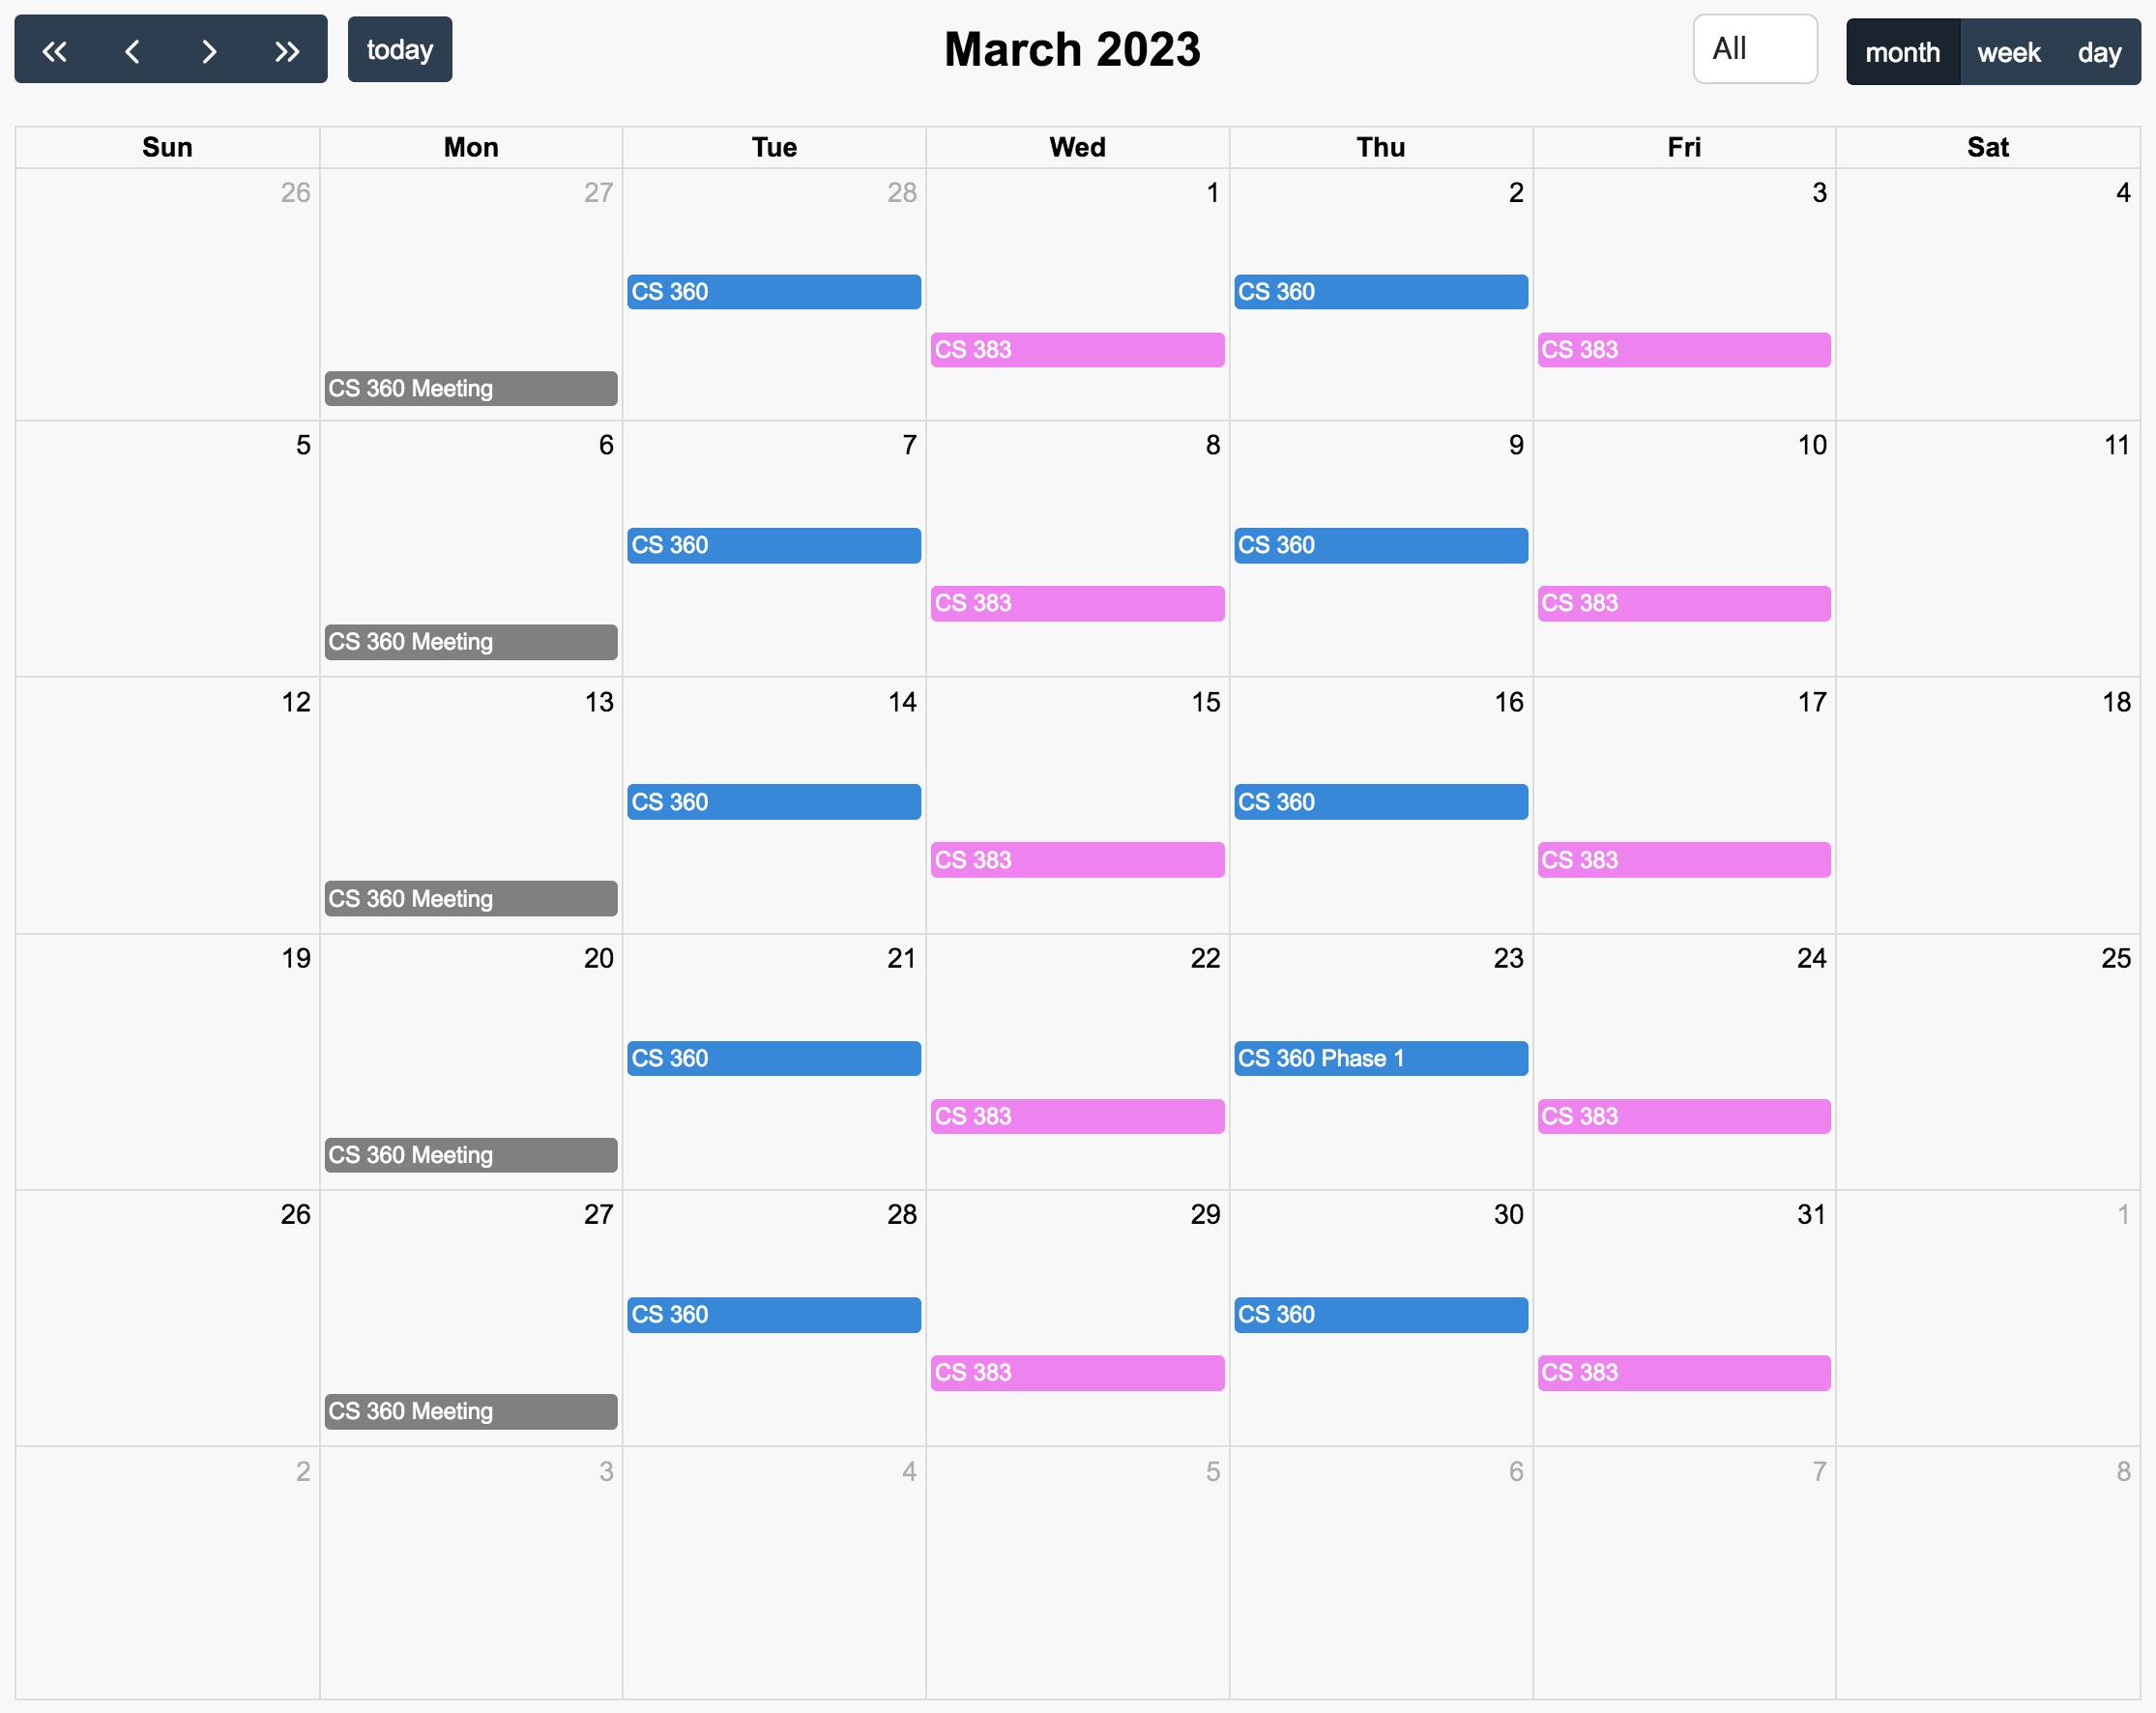 today
March 2023
All
month week day
Sun Mon Tue Wed Thu Fri Sat
26 27 28 1 2 3 4
CS 360 CS 360
CS 383 CS 383
CS 360 Meeting
5 6 7 8 9 10 11
CS 360 CS 360
CS 383 CS 383
CS 360 Meeting
12 13 14 15 16 17 18
CS 360 CS 360
CS 383 CS 383
CS 360 Meeting
19 20 21 22 23 24 25
CS 360 CS 360 Phase 1
CS 383 CS 383
CS 360 Meeting
26 27 28 29 30 31 1
CS 360 CS 360
CS 383 CS 383
CS 360 Meeting
2 3 4 5 6 7 8